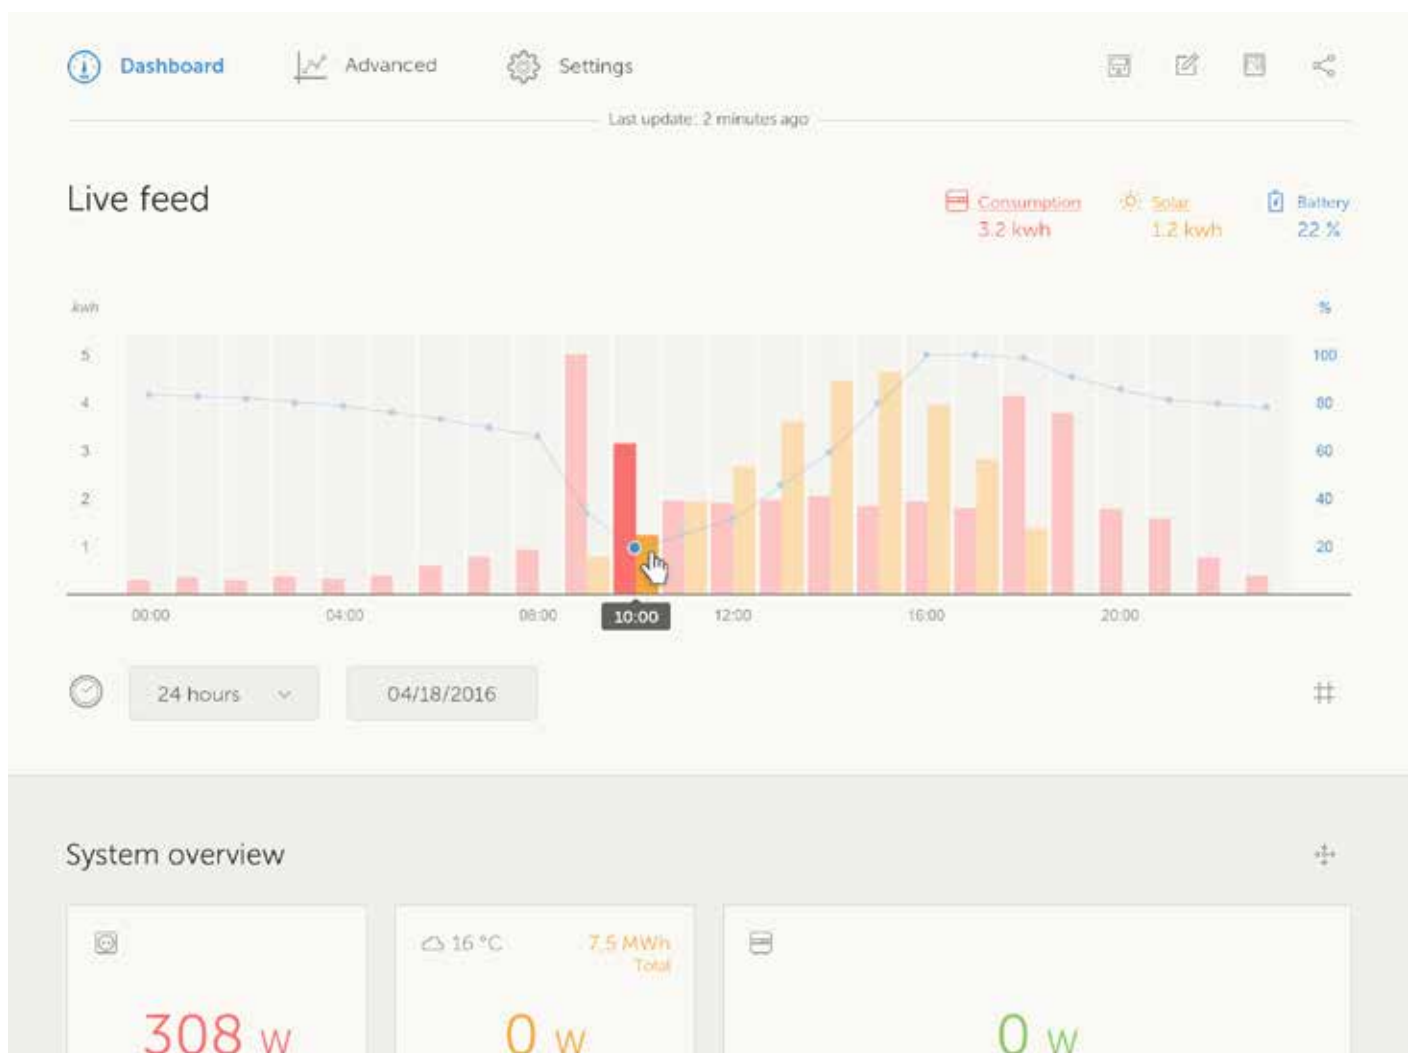 Dashboard Advanced Settings
Last update: 2 minutes ago
Live feed
Consumption Solar Battery
3.2 kwh 1.2 kwh 22 %
kwh %
5 100
4 80
3 60
2 40
1 20
00:00 04:00 08:00 10:00 12:00 16:00 20:00
24 hours 04/18/2016
System overview
16 °C 7,5 MWh
Total
308 W 0 W 0 W